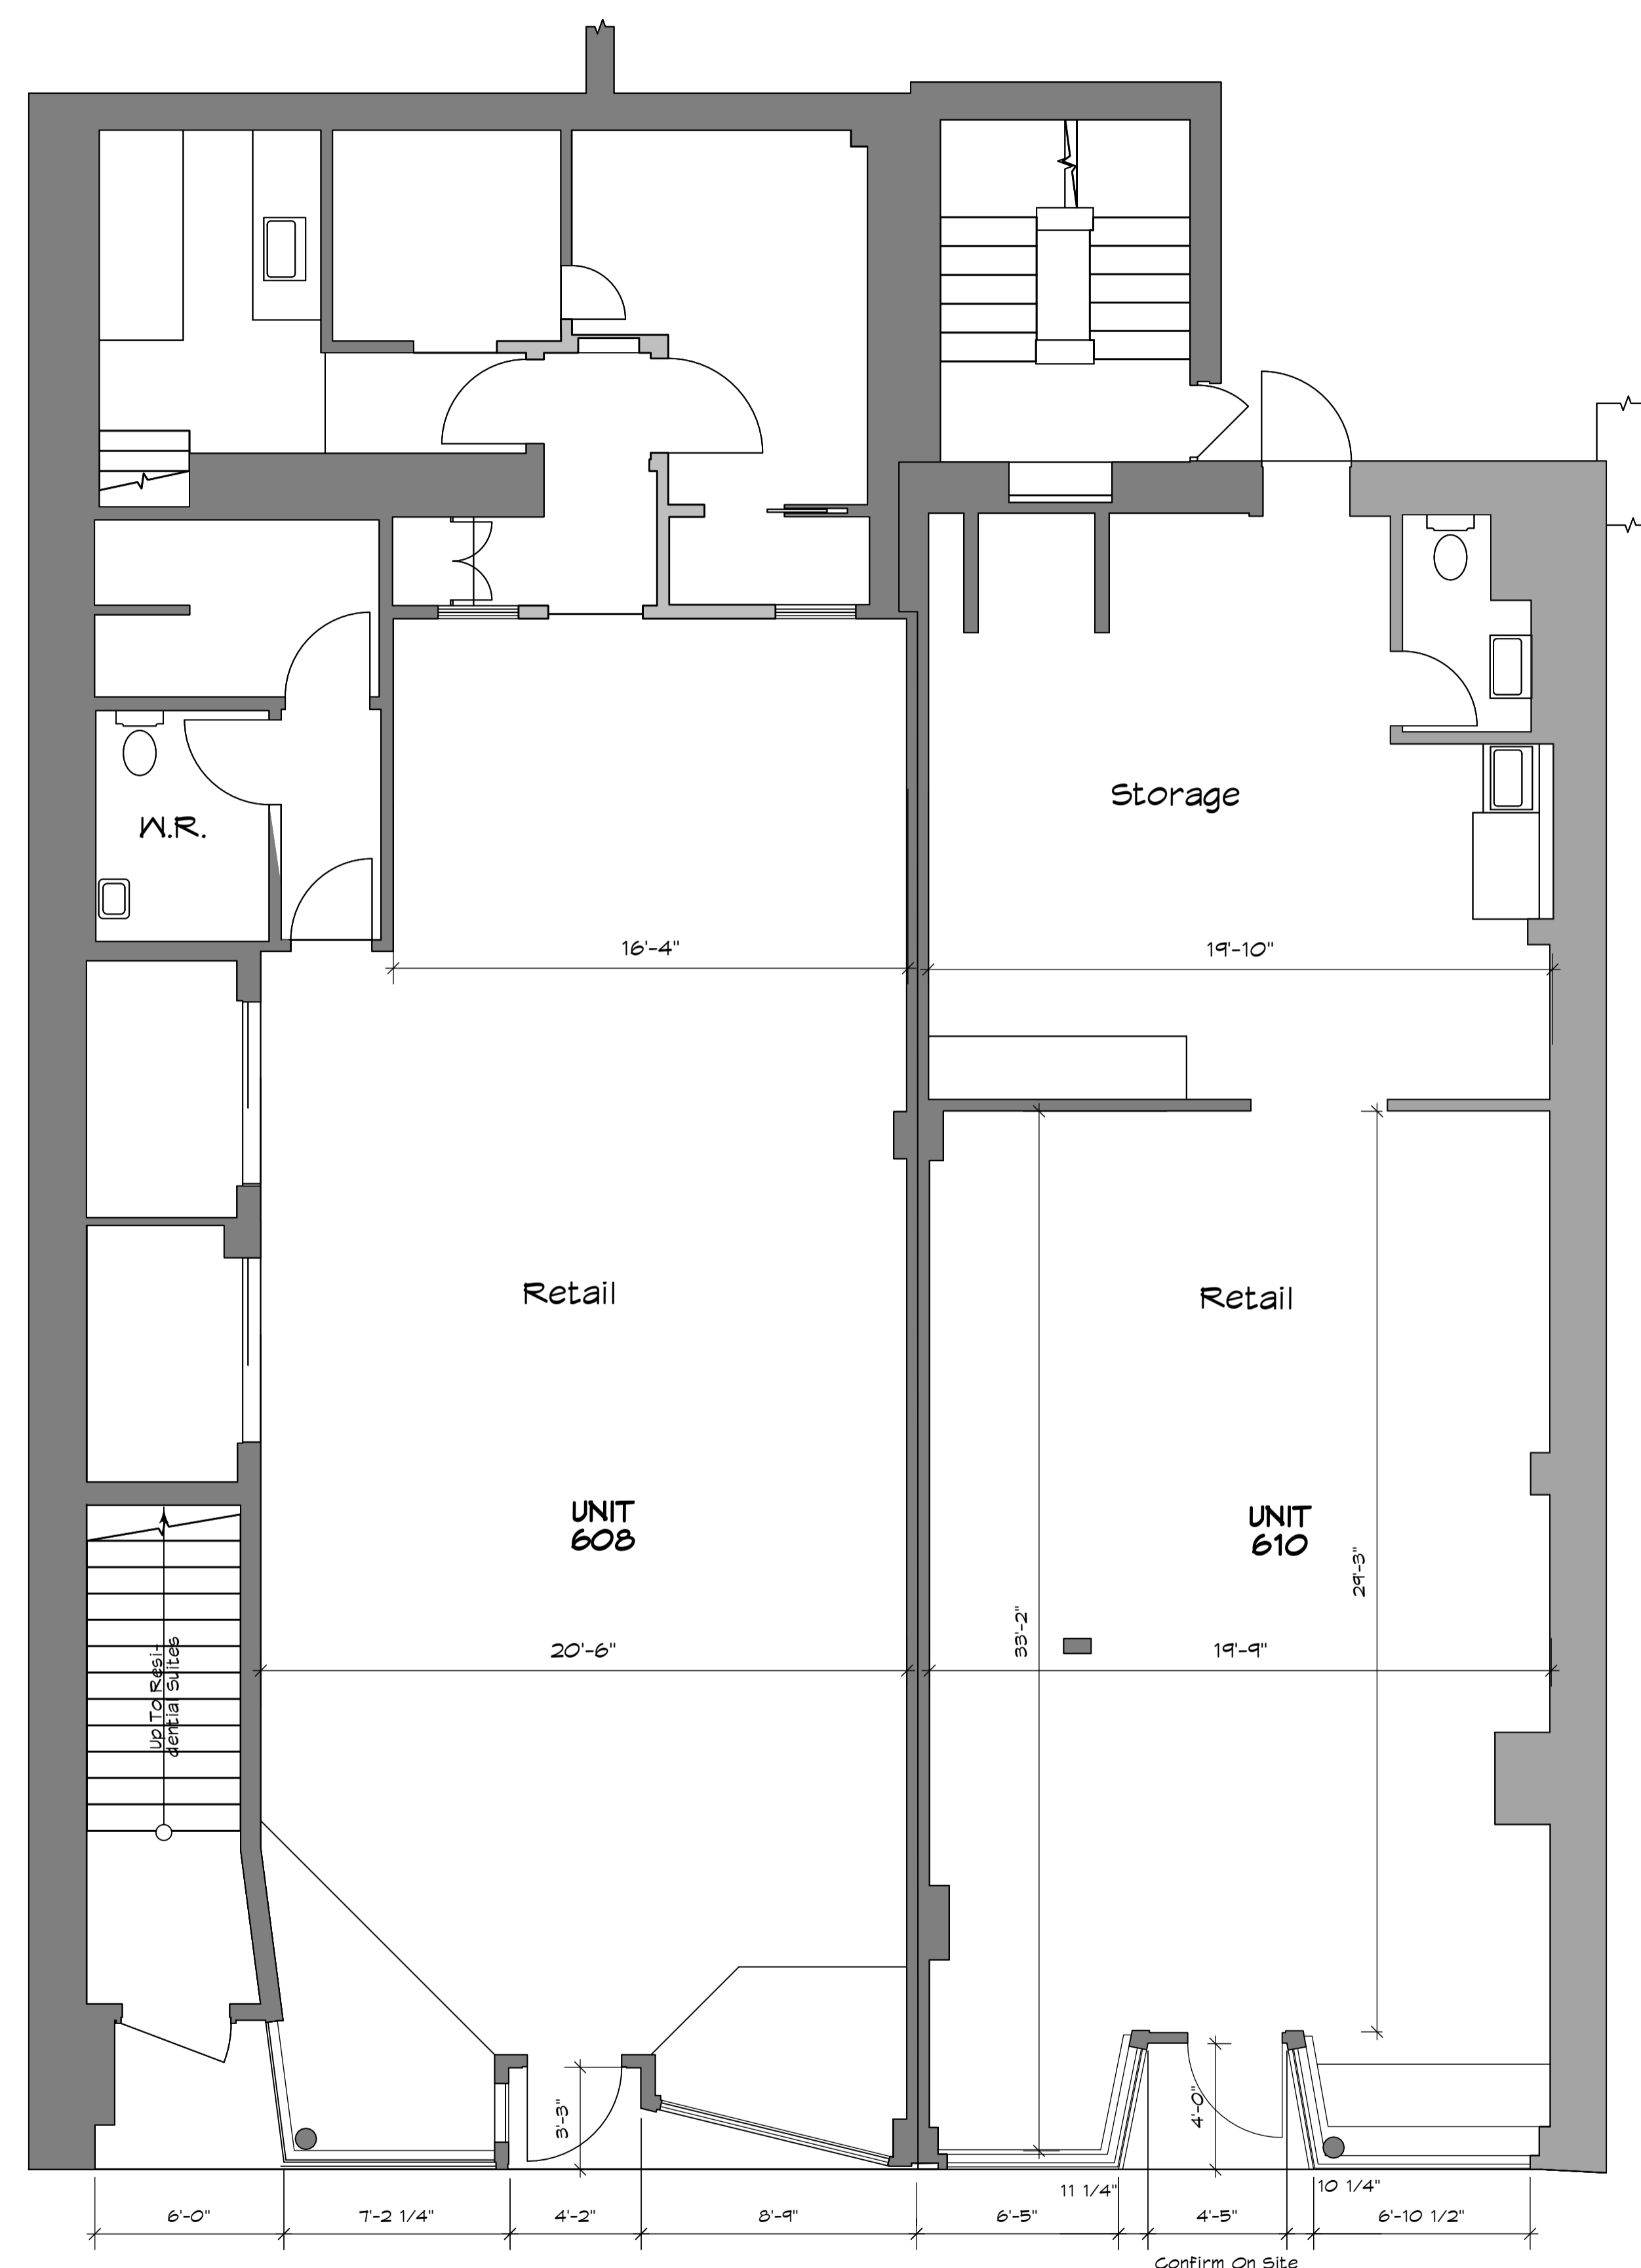 Storage
W.R.
16'-4"
19'-10"
Retail
Retail
UNIT
608
UNIT
610
29'-3"
33'-2"
20'-6"
19'-9"
Up To Resi-
dential Suites
3'-3"
4'-0"
11 1/4"
10 1/4"
6'-0"
7'-2 1/4"
4'-2"
8'-9"
6'-5"
4'-5"
6'-10 1/2"
Confirm On Site